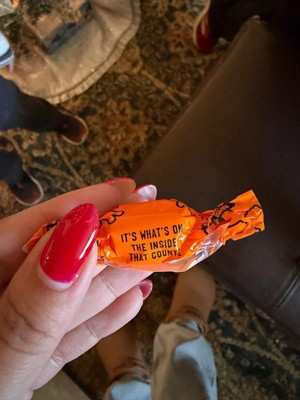 IT'S WHAT'S ON
THE INSIDE
THAT COUNTS